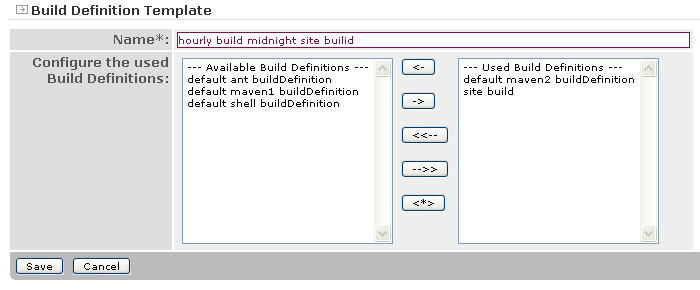 Build Definition Template
Name*:
hourly build midnight site builid
Configure the used
Build Definitions:
--- Available Build Definitions ---
default ant buildDefinition
default maven1 buildDefinition
default shell buildDefinition
<-
->
<<--
-->>
<*>
--- Used Build Definitions ---
default maven2 buildDefinition
site build
Save
Cancel